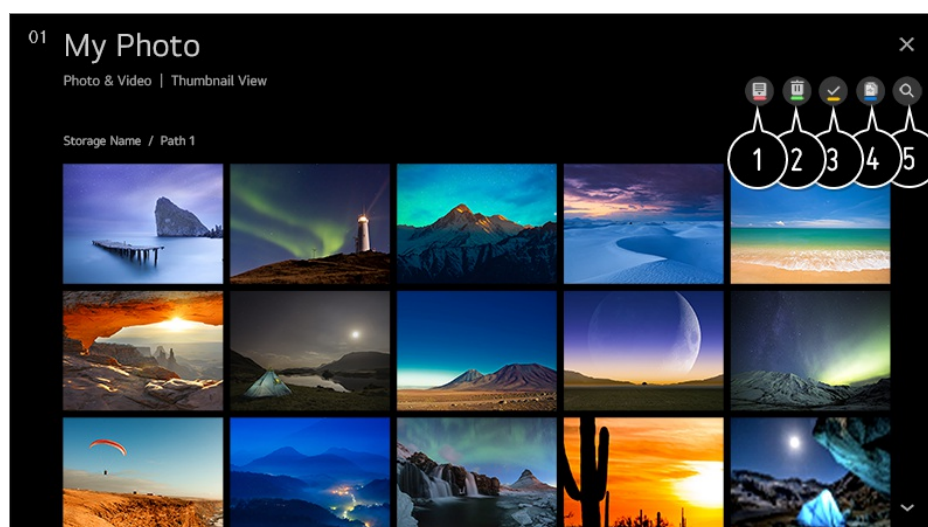 01
My Photo
Photo & Video | Thumbnail View
Storage Name / Path 1
1 2 3 4 5